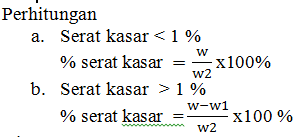 Perhitungan
a. Serat kasar < 1 %
% serat kasar = w/w2 x100%
b. Serat kasar > 1 %
% serat kasar = w−w1/w2 x100 %